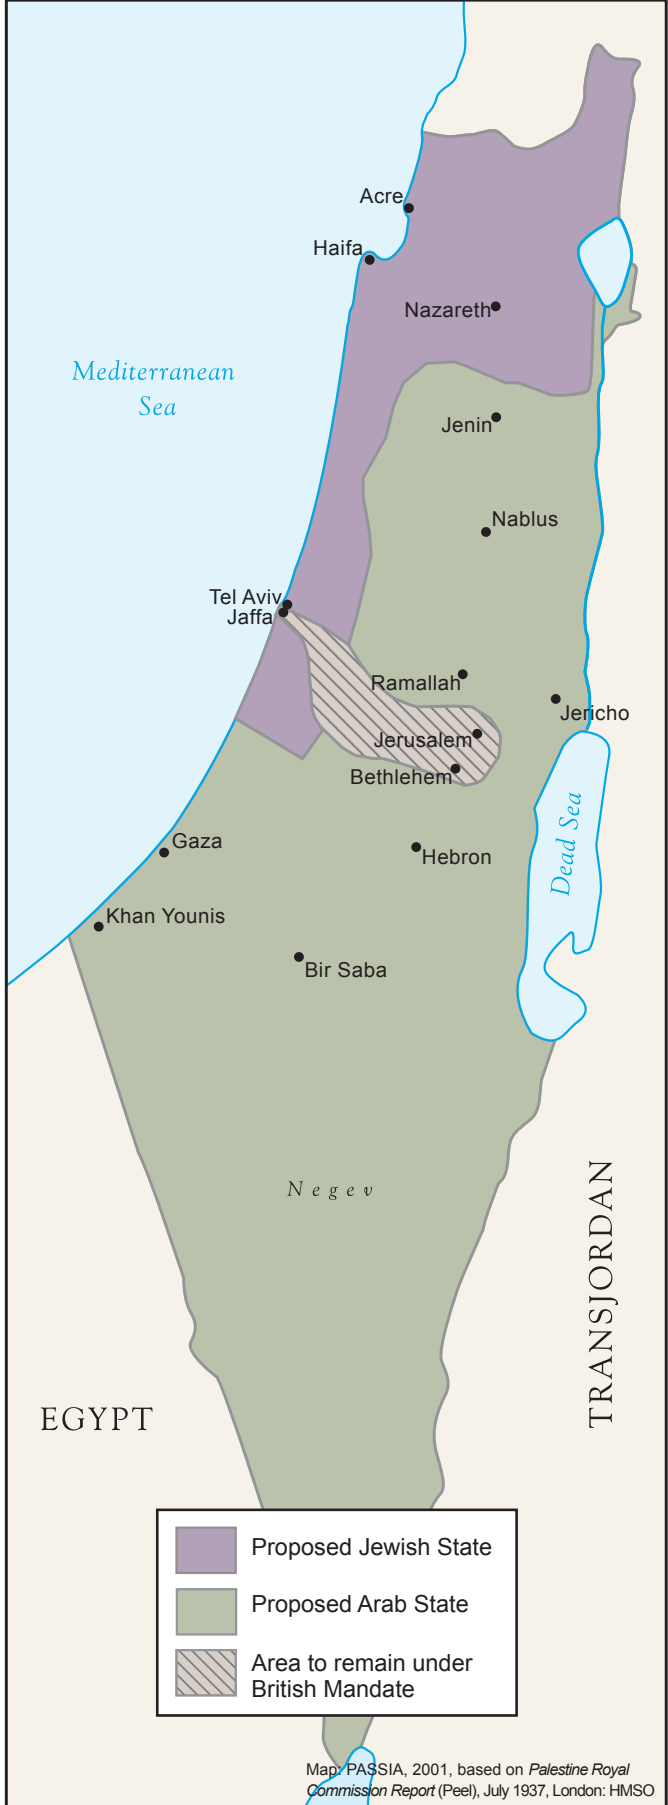 Acre
Haifa
Nazareth
Mediterranean
Sea
Jenin
Nablus
Tel Aviv
Jaffa
Ramallah
Jericho
Jerusalem
Bethlehem
Dead Sea
Gaza
Hebron
Khan Younis
Bir Saba
Negev
TRANSJORDAN
EGYPT
Proposed Jewish State
Proposed Arab State
Area to remain under
British Mandate
Map: PASSIA, 2001, based on Palestine Royal
Commission Report (Peel), July 1937, London: HMSO